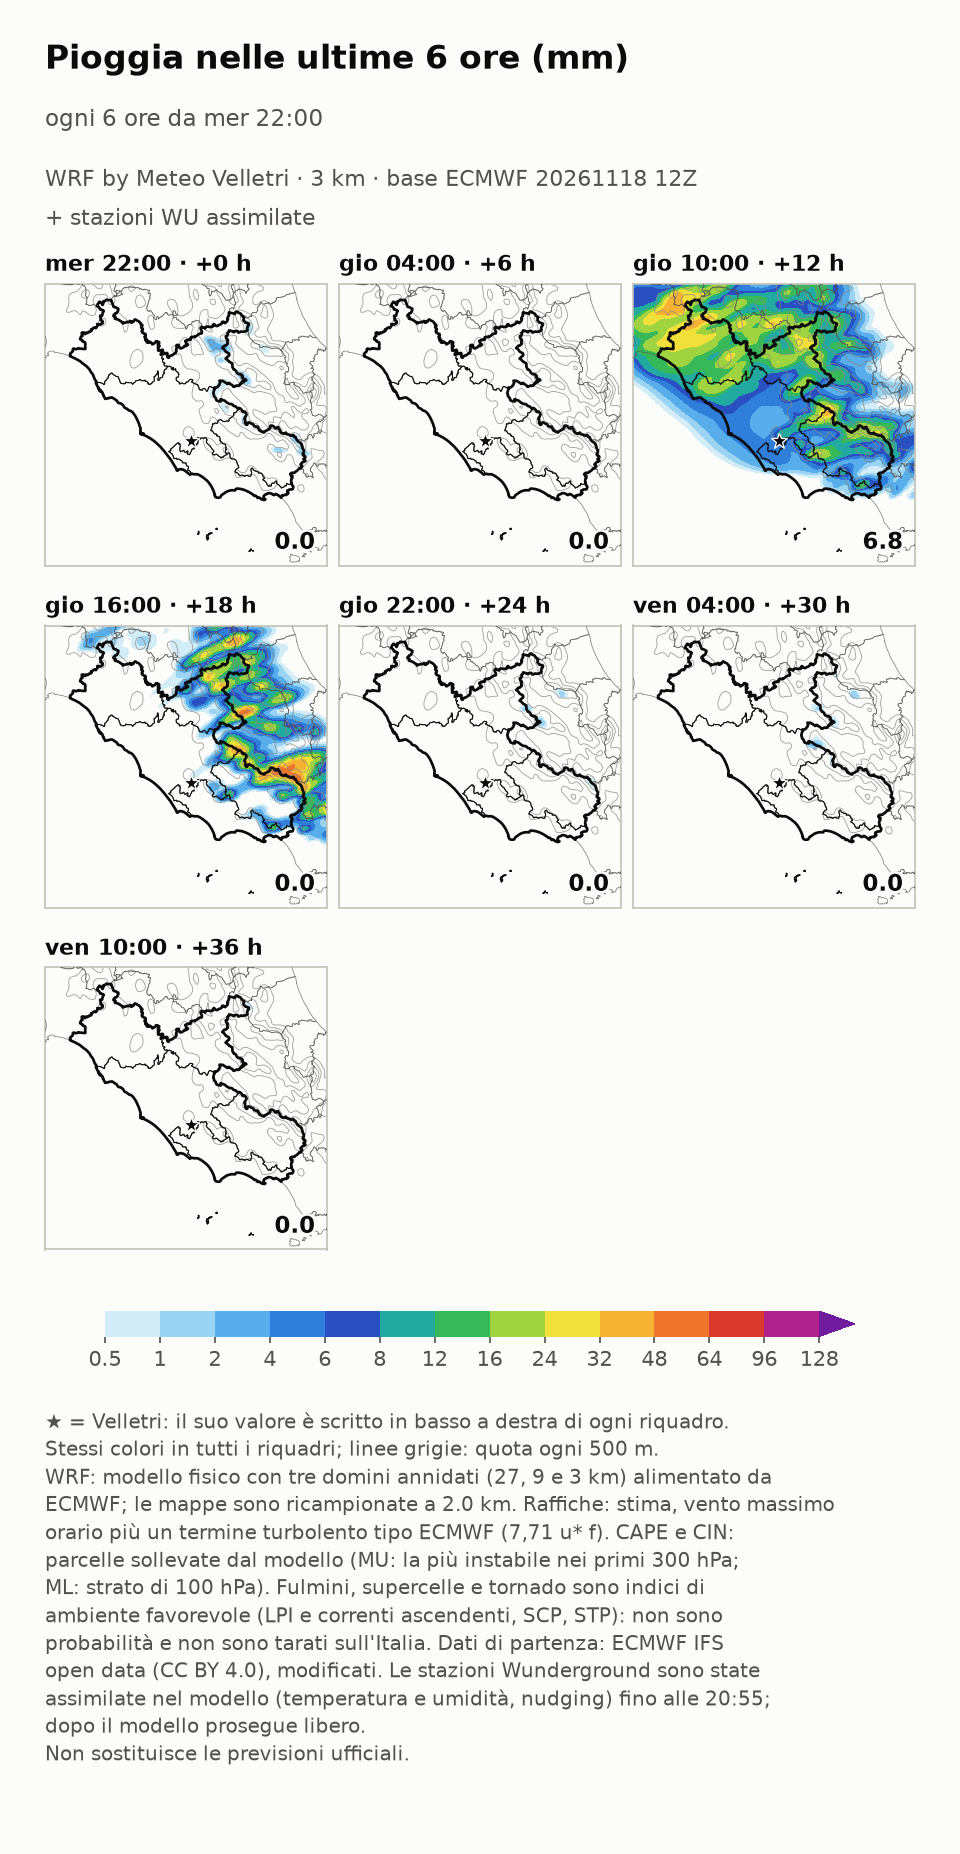 Pioggia nelle ultime 6 ore (mm)
ogni 6 ore da mer 22:00
WRF by Meteo Velletri · 3 km · base ECMWF 20261118 12Z
+ stazioni WU assimilate
mer 22:00 · +0 h
gio 04:00 · +6 h
gio 10:00 · +12 h
0.0
0.0
6.8
gio 16:00 · +18 h
gio 22:00 · +24 h
ven 04:00 · +30 h
0.0
0.0
0.0
ven 10:00 · +36 h
0.0
0.5 1 2 4 6 8 12 16 24 32 48 64 96 128
★ = Velletri: il suo valore è scritto in basso a destra di ogni riquadro.
Stessi colori in tutti i riquadri; linee grigie: quota ogni 500 m.
WRF: modello fisico con tre domini annidati (27, 9 e 3 km) alimentato da
ECMWF; le mappe sono ricampionate a 2.0 km. Raffiche: stima, vento massimo
orario più un termine turbolento tipo ECMWF (7,71 u* f). CAPE e CIN:
parcelle sollevate dal modello (MU: la più instabile nei primi 300 hPa;
ML: strato di 100 hPa). Fulmini, supercelle e tornado sono indici di
ambiente favorevole (LPI e correnti ascendenti, SCP, STP): non sono
probabilità e non sono tarati sull'Italia. Dati di partenza: ECMWF IFS
open data (CC BY 4.0), modificati. Le stazioni Wunderground sono state
assimilate nel modello (temperatura e umidità, nudging) fino alle 20:55;
dopo il modello prosegue libero.
Non sostituisce le previsioni ufficiali.